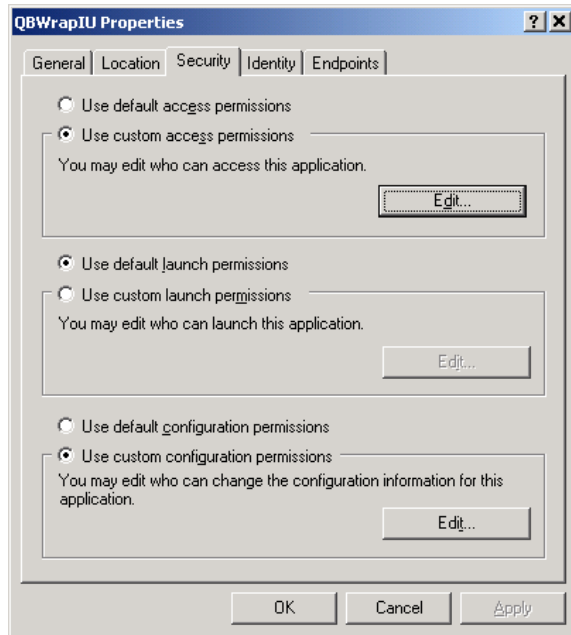 QBWrapIU Properties
General
Location
Security
Identity
Endpoints
Use default access permissions
Use custom access permissions
You may edit who can access this application.
Edit...
Use default launch permissions
Use custom launch permissions
You may edit who can launch this application.
Edit...
Use default configuration permissions
Use custom configuration permissions
You may edit who can change the configuration information for this
application.
Edit...
OK
Cancel
Apply